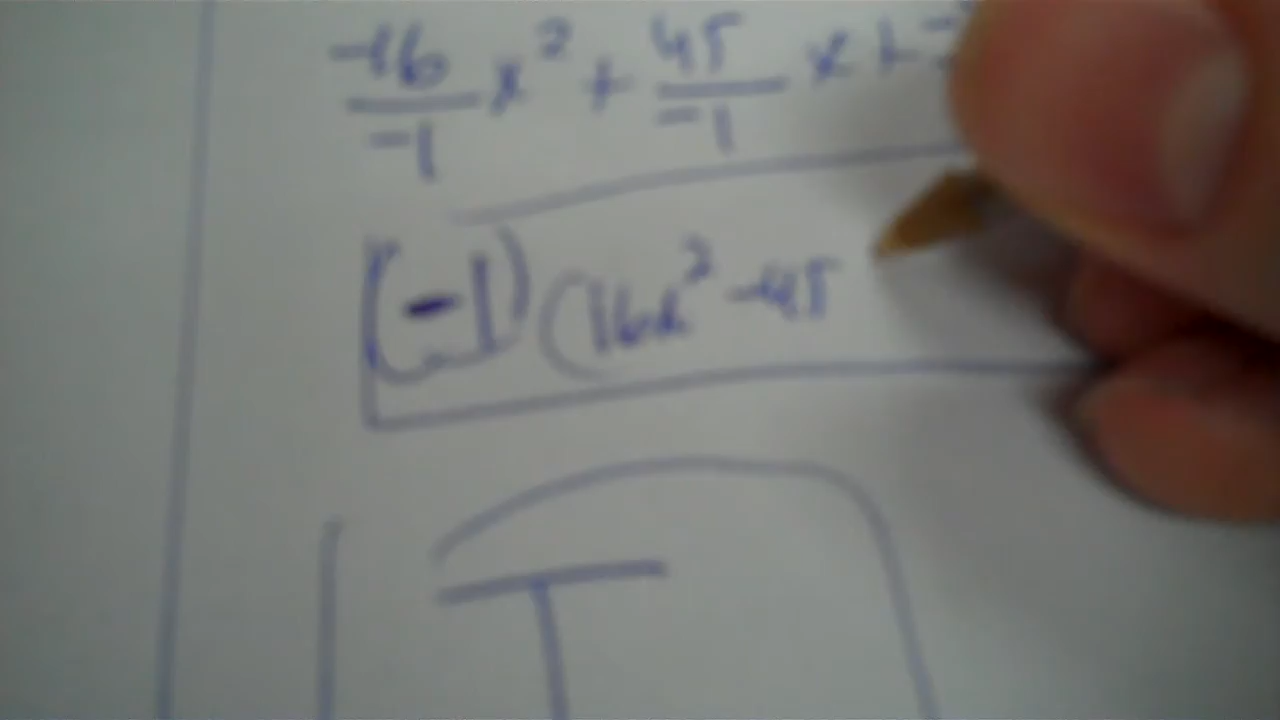 -16/-1 x² + 45/-1 x + -
(-1) (16x² - 45